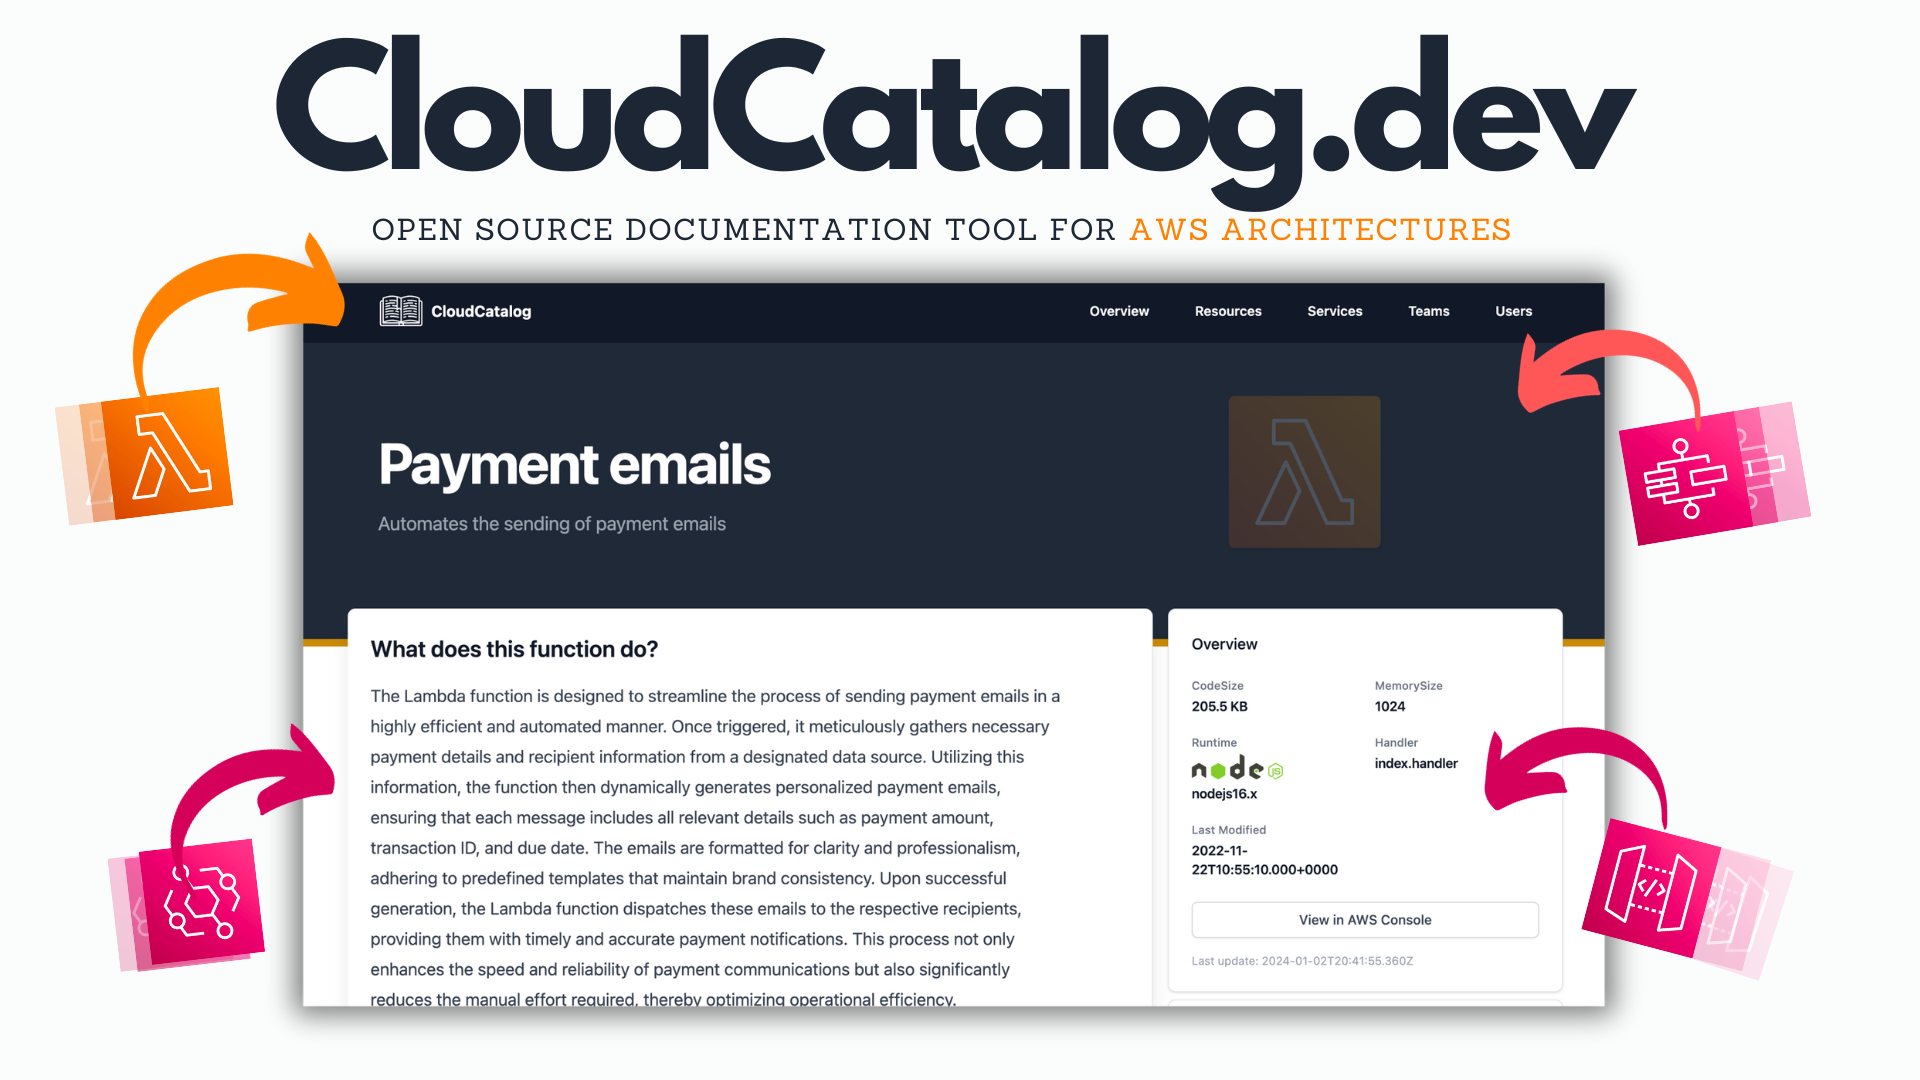 CloudCatalog.dev
OPEN SOURCE DOCUMENTATION TOOL FOR AWS ARCHITECTURES
CloudCatalog
Overview
Resources
Services
Teams
Users
Payment emails
Automates the sending of payment emails
What does this function do?
The Lambda function is designed to streamline the process of sending payment emails in a
highly efficient and automated manner. Once triggered, it meticulously gathers necessary
payment details and recipient information from a designated data source. Utilizing this
information, the function then dynamically generates personalized payment emails,
ensuring that each message includes all relevant details such as payment amount,
transaction ID, and due date. The emails are formatted for clarity and professionalism,
adhering to predefined templates that maintain brand consistency. Upon successful
generation, the Lambda function dispatches these emails to the respective recipients,
providing them with timely and accurate payment notifications. This process not only
enhances the speed and reliability of payment communications but also significantly
reduces the manual effort required, thereby optimizing operational efficiency.
Overview
CodeSize
205.5 KB
MemorySize
1024
Runtime
node JS
nodejs16.x
Handler
index.handler
Last Modified
2022-11-
22T10:55:10.000+0000
View in AWS Console
Last update: 2024-01-02T20:41:55.360Z